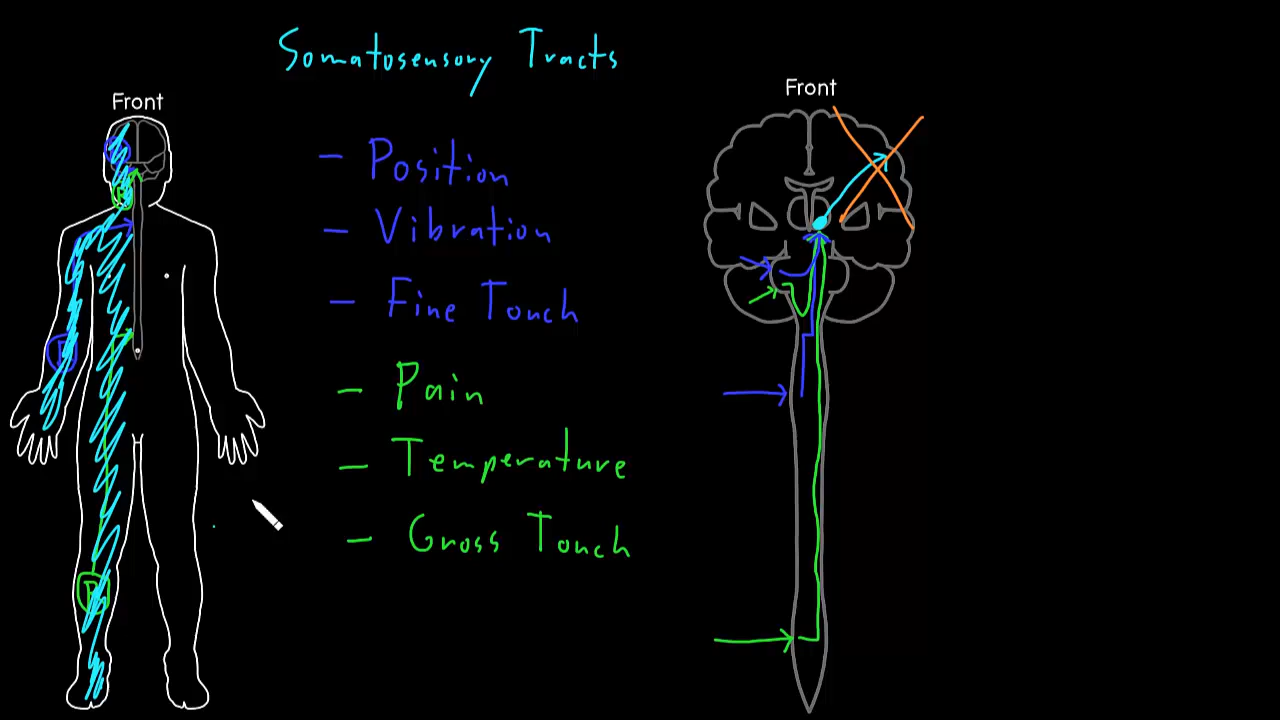 Somatosensory Tracts
Front
Front
- Position
- Vibration
- Fine Touch
- Pain
- Temperature
- Gross Touch
P